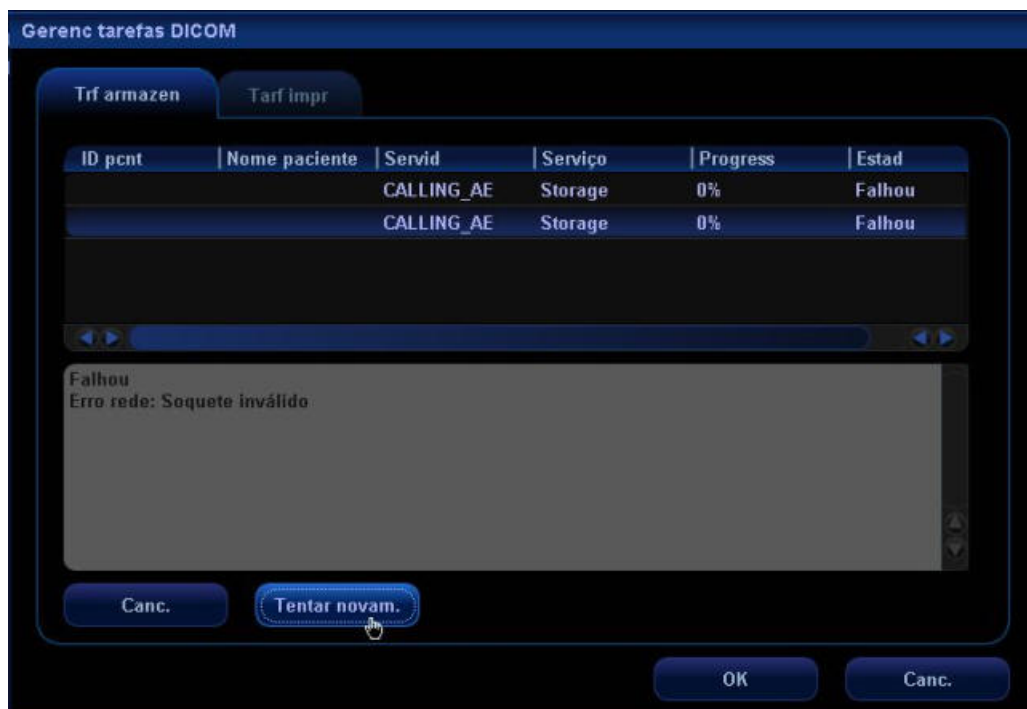 Gerenc tarefas DICOM
Trf armazen Tarf impr
ID pcnt Nome paciente Servid Serviço Progress Estad
CALLING_AE Storage 0% Falhou
CALLING_AE Storage 0% Falhou
Falhou
Erro rede: Soquete inválido
Canc. Tentar novam.
OK Canc.